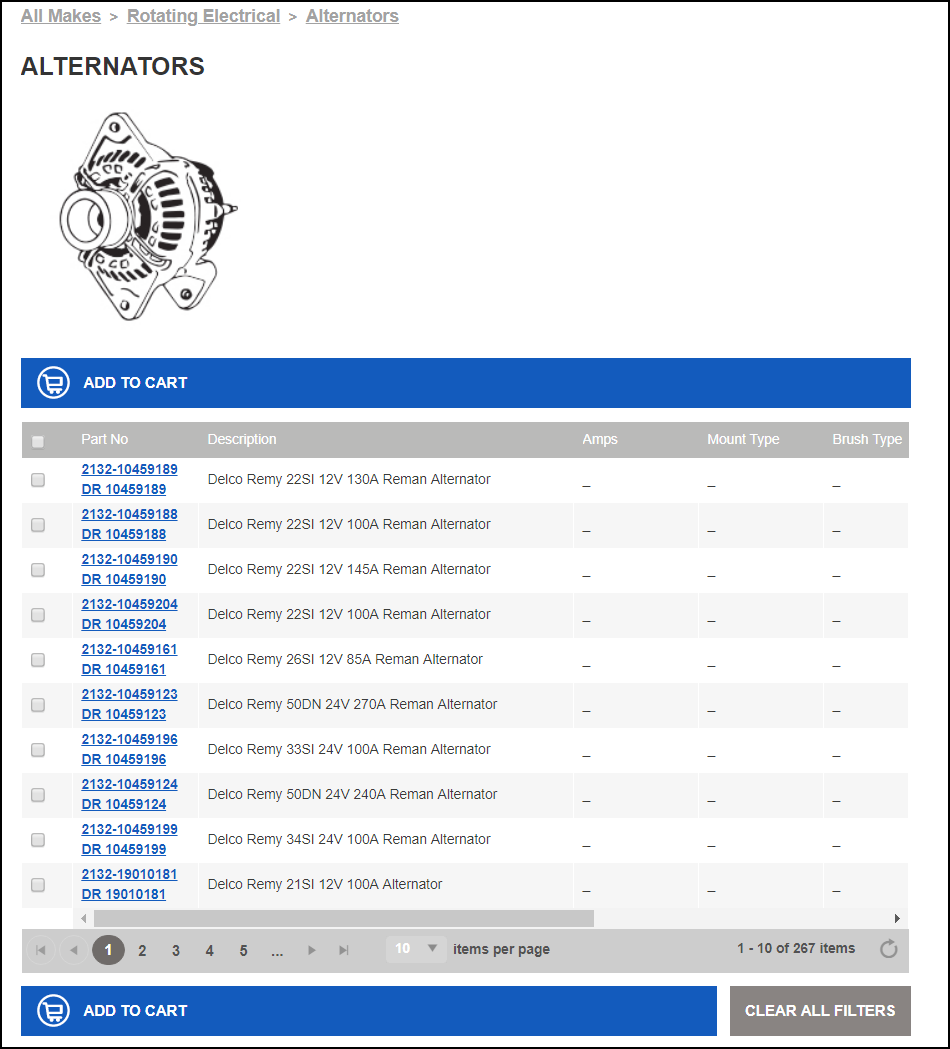 All Makes > Rotating Electrical > Alternators
ALTERNATORS
ADD TO CART
Part No Description Amps Mount Type Brush Type
2132-10459189
DR 10459189
Delco Remy 22SI 12V 130A Reman Alternator _ _ _
2132-10459188
DR 10459188
Delco Remy 22SI 12V 100A Reman Alternator _ _ _
2132-10459190
DR 10459190
Delco Remy 22SI 12V 145A Reman Alternator _ _ _
2132-10459204
DR 10459204
Delco Remy 22SI 12V 100A Reman Alternator _ _ _
2132-10459161
DR 10459161
Delco Remy 26SI 12V 85A Reman Alternator _ _ _
2132-10459123
DR 10459123
Delco Remy 50DN 24V 270A Reman Alternator _ _ _
2132-10459196
DR 10459196
Delco Remy 33SI 24V 100A Reman Alternator _ _ _
2132-10459124
DR 10459124
Delco Remy 50DN 24V 240A Reman Alternator _ _ _
2132-10459199
DR 10459199
Delco Remy 34SI 24V 100A Reman Alternator _ _ _
2132-19010181
DR 19010181
Delco Remy 21SI 12V 100A Alternator _ _ _
1 2 3 4 5 ... 10 items per page 1 - 10 of 267 items
ADD TO CART CLEAR ALL FILTERS